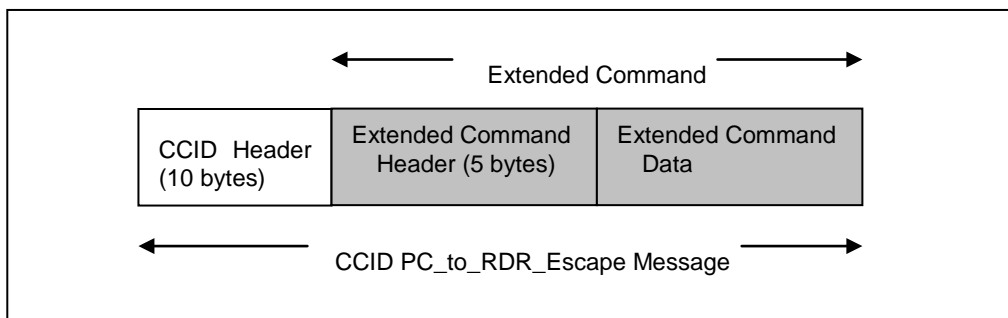 Extended Command
CCID Header
(10 bytes)
Extended Command
Header (5 bytes)
Extended Command
Data
CCID PC_to_RDR_Escape Message